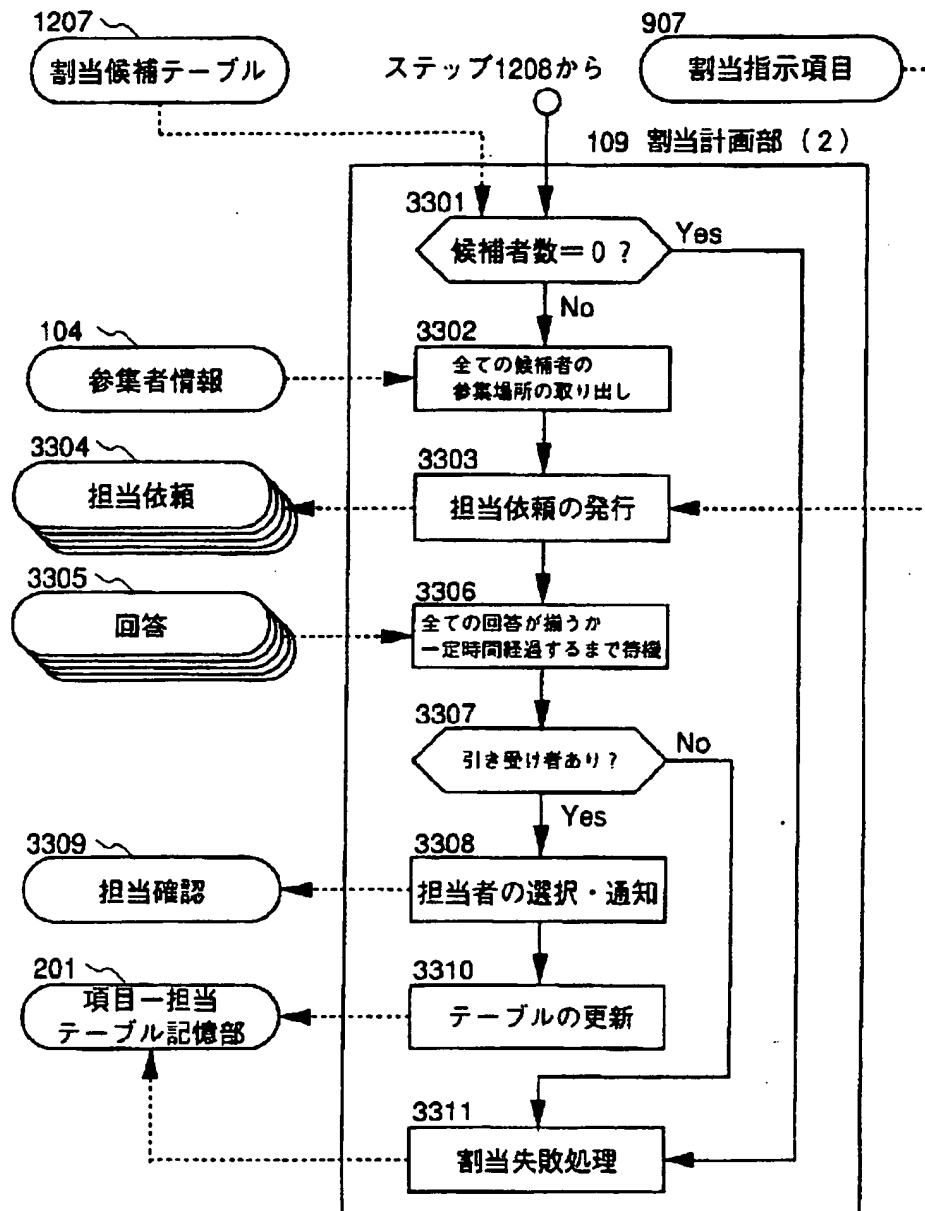 1207
割当候補テーブル
ステップ1208から
907
割当指示項目
109 割当計画部（2）
3301
候補者数＝0？
Yes
No
104
参集者情報
3302
全ての候補者の
参集場所の取り出し
3304
担当依頼
3303
担当依頼の発行
3305
回答
3306
全ての回答が揃うか
一定時間経過するまで待機
3307
引き受け者あり？
No
Yes
3309
担当確認
3308
担当者の選択・通知
201
項目ー担当
テーブル記憶部
3310
テーブルの更新
3311
割当失敗処理